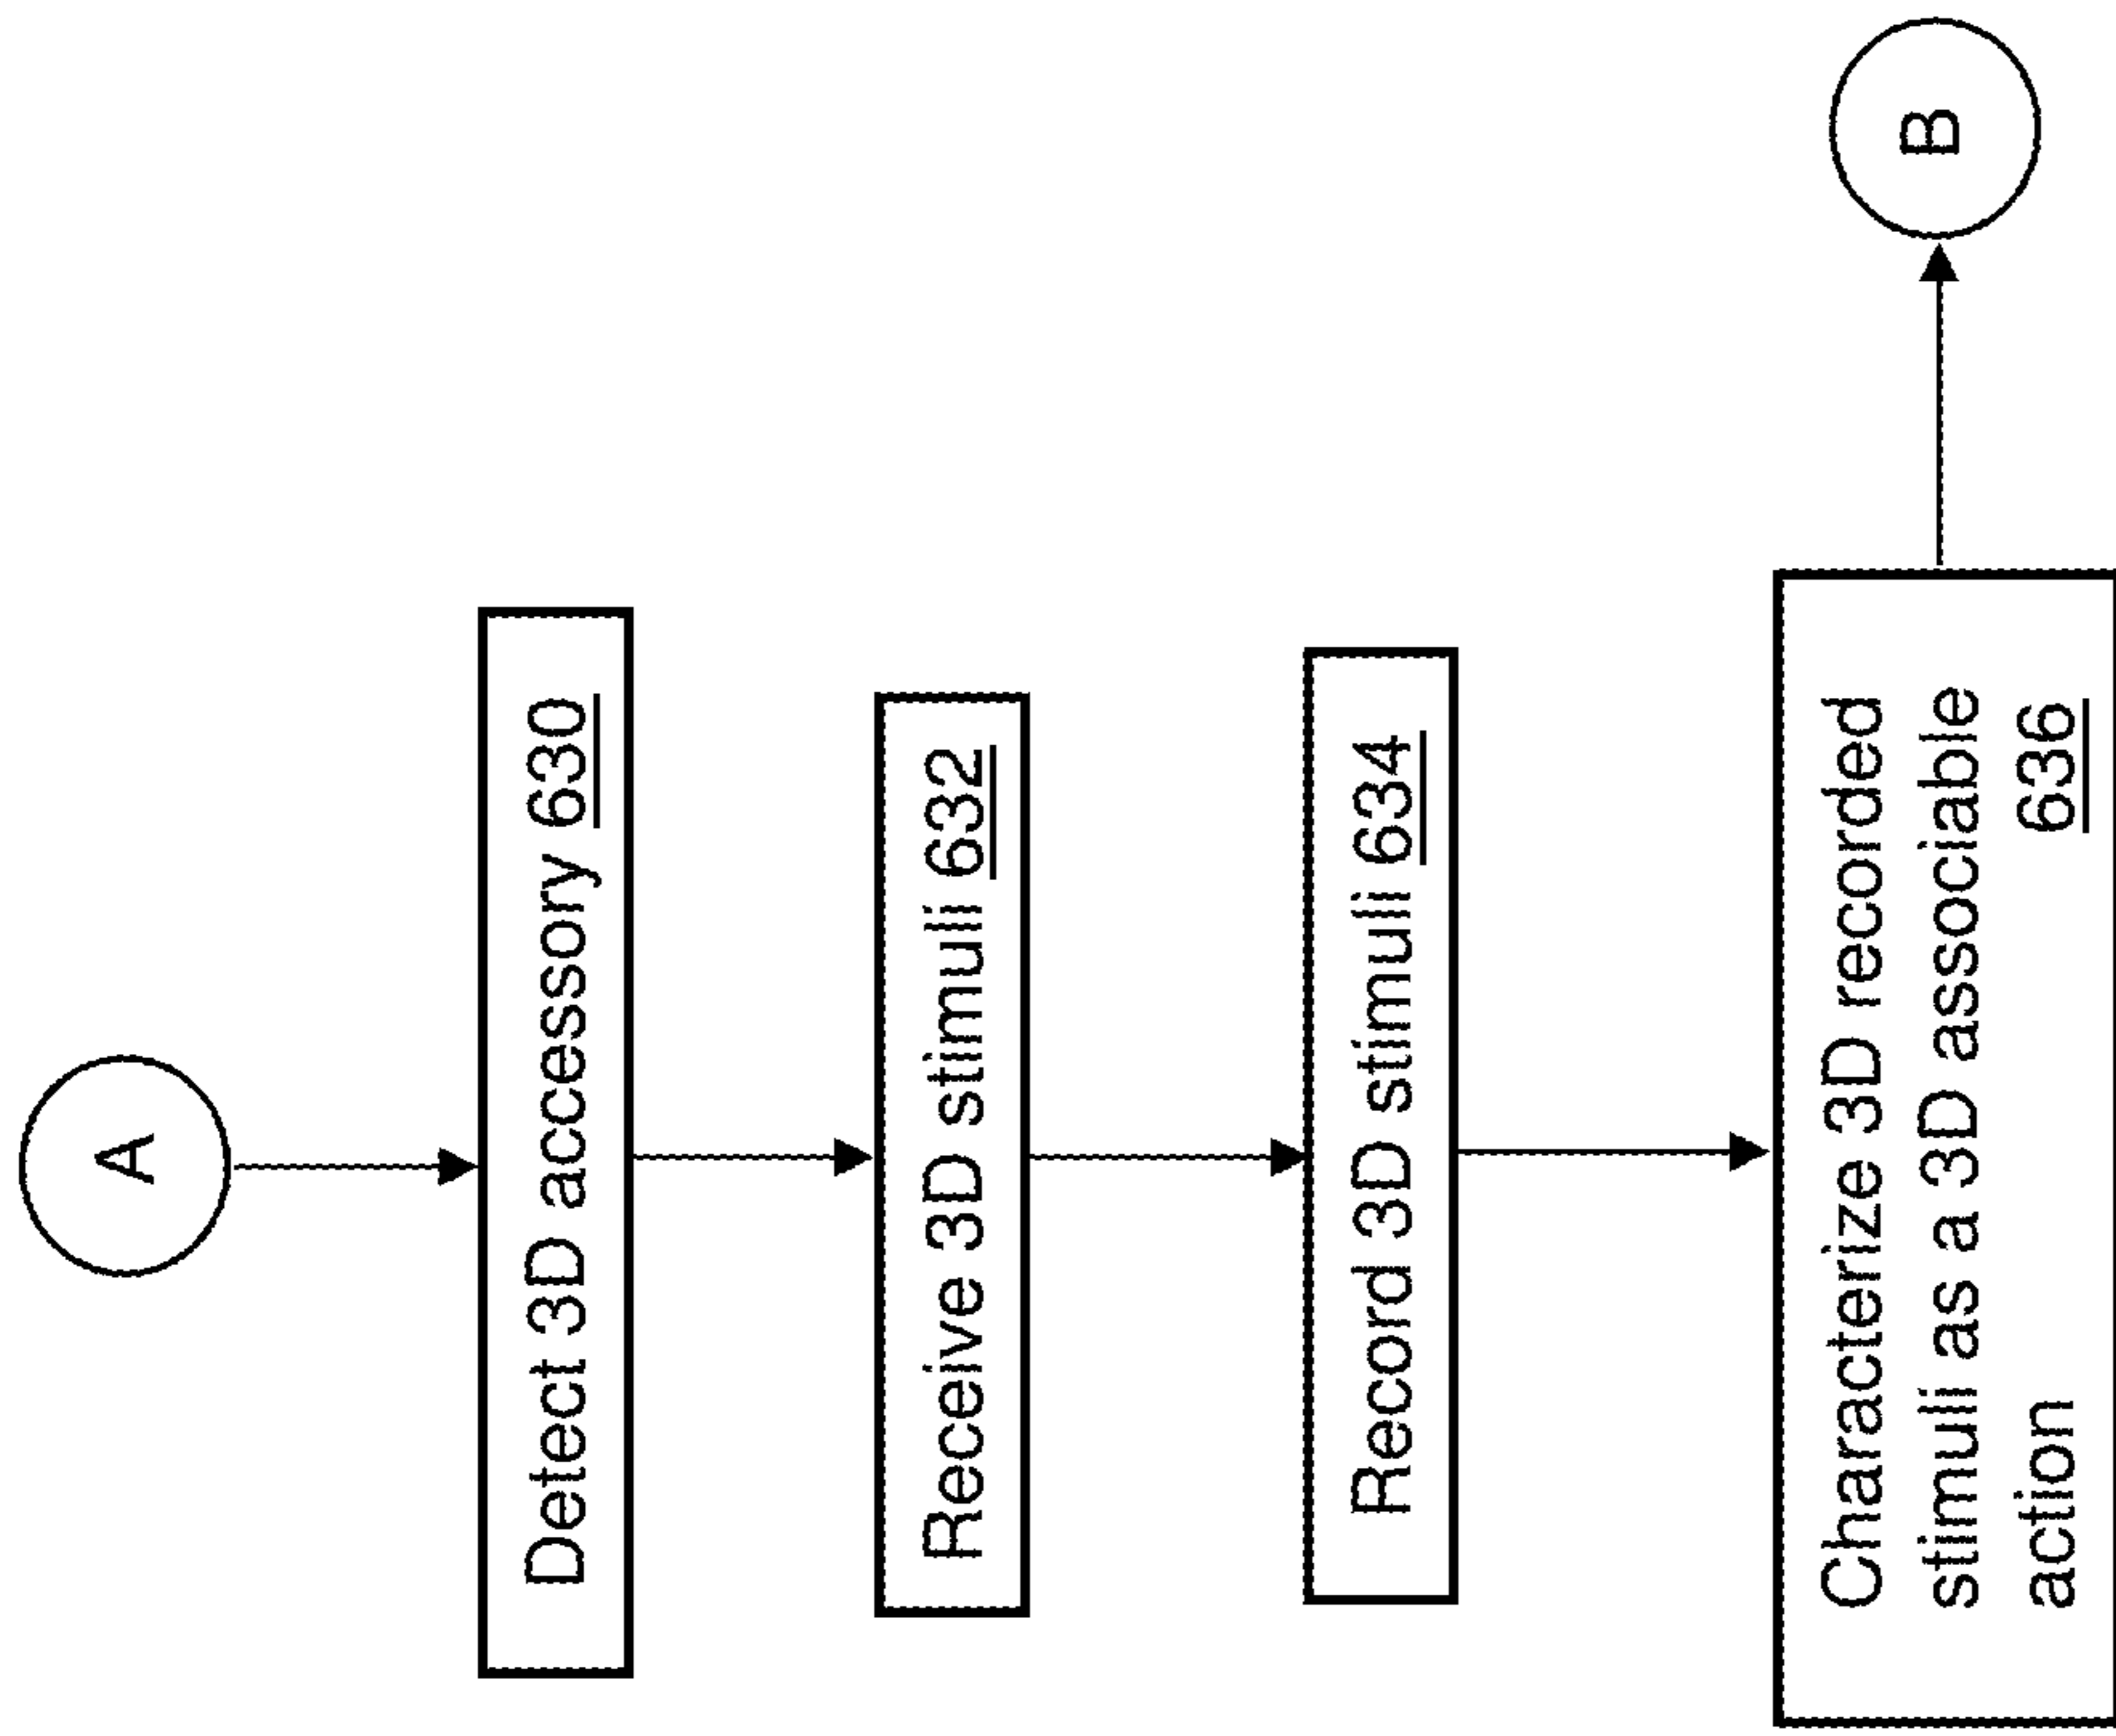 A
Detect 3D accessory 630
Receive 3D stimuli 632
Record 3D stimuli 634
Characterize 3D recorded
stimuli as a 3D associable
action 636
B